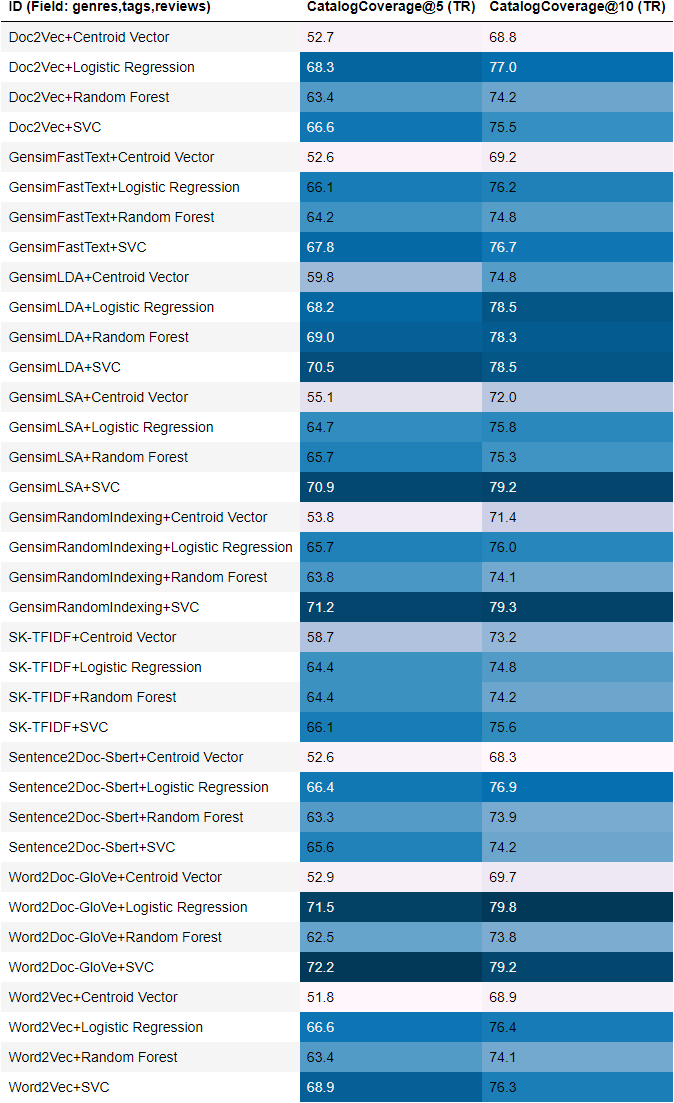 ID (Field: genres,tags,reviews) CatalogCoverage@5 (TR) CatalogCoverage@10 (TR)
Doc2Vec+Centroid Vector 52.7 68.8
Doc2Vec+Logistic Regression 68.3 77.0
Doc2Vec+Random Forest 63.4 74.2
Doc2Vec+SVC 66.6 75.5
GensimFastText+Centroid Vector 52.6 69.2
GensimFastText+Logistic Regression 66.1 76.2
GensimFastText+Random Forest 64.2 74.8
GensimFastText+SVC 67.8 76.7
GensimLDA+Centroid Vector 59.8 74.8
GensimLDA+Logistic Regression 68.2 78.5
GensimLDA+Random Forest 69.0 78.3
GensimLDA+SVC 70.5 78.5
GensimLSA+Centroid Vector 55.1 72.0
GensimLSA+Logistic Regression 64.7 75.8
GensimLSA+Random Forest 65.7 75.3
GensimLSA+SVC 70.9 79.2
GensimRandomIndexing+Centroid Vector 53.8 71.4
GensimRandomIndexing+Logistic Regression 65.7 76.0
GensimRandomIndexing+Random Forest 63.8 74.1
GensimRandomIndexing+SVC 71.2 79.3
SK-TFIDF+Centroid Vector 58.7 73.2
SK-TFIDF+Logistic Regression 64.4 74.8
SK-TFIDF+Random Forest 64.4 74.2
SK-TFIDF+SVC 66.1 75.6
Sentence2Doc-Sbert+Centroid Vector 52.6 68.3
Sentence2Doc-Sbert+Logistic Regression 66.4 76.9
Sentence2Doc-Sbert+Random Forest 63.3 73.9
Sentence2Doc-Sbert+SVC 65.6 74.2
Word2Doc-GloVe+Centroid Vector 52.9 69.7
Word2Doc-GloVe+Logistic Regression 71.5 79.8
Word2Doc-GloVe+Random Forest 62.5 73.8
Word2Doc-GloVe+SVC 72.2 79.2
Word2Vec+Centroid Vector 51.8 68.9
Word2Vec+Logistic Regression 66.6 76.4
Word2Vec+Random Forest 63.4 74.1
Word2Vec+SVC 68.9 76.3